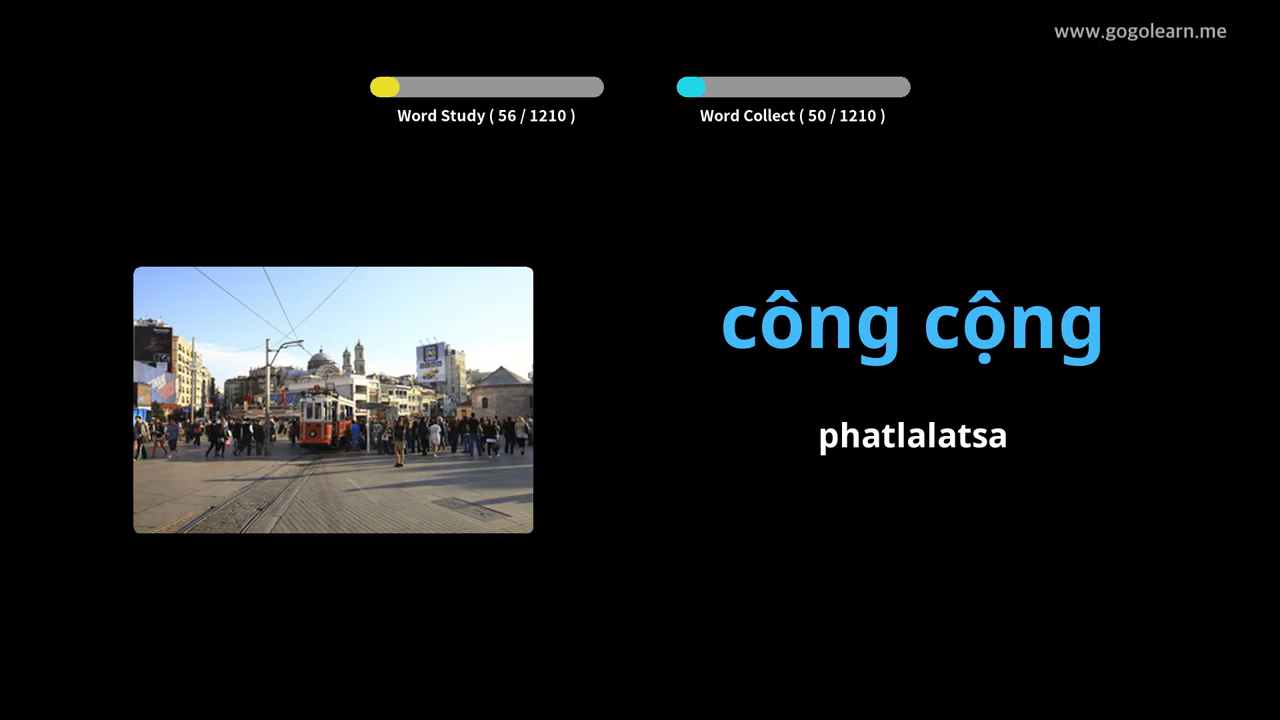 www.gogolearn.me
Word Study ( 56 / 1210 )
Word Collect ( 50 / 1210 )
công cộng
phatlalatsa